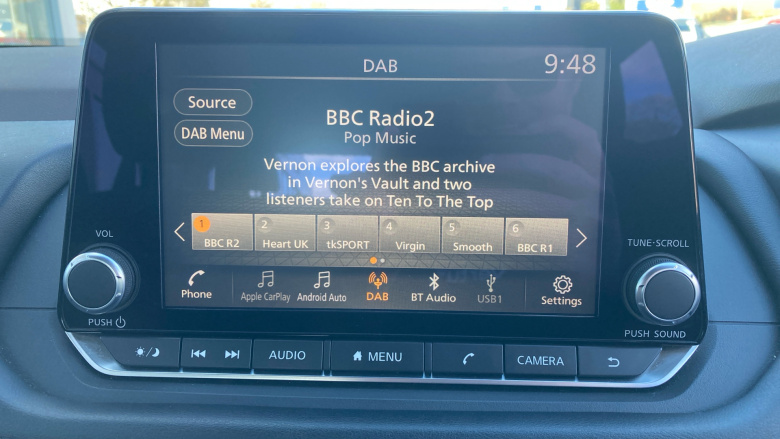 DAB
9:48
Source
DAB Menu
BBC Radio2
Pop Music
Vernon explores the BBC archive
in Vernon's Vault and two
listeners take on Ten To The Top
1 2 3 4 5 6
BBC R2 Heart UK tkSPORT Virgin Smooth BBC R1
Phone Apple CarPlay Android Auto DAB BT Audio USB1 Settings
VOL
PUSH
TUNE·SCROLL
PUSH SOUND
AUDIO MENU CAMERA